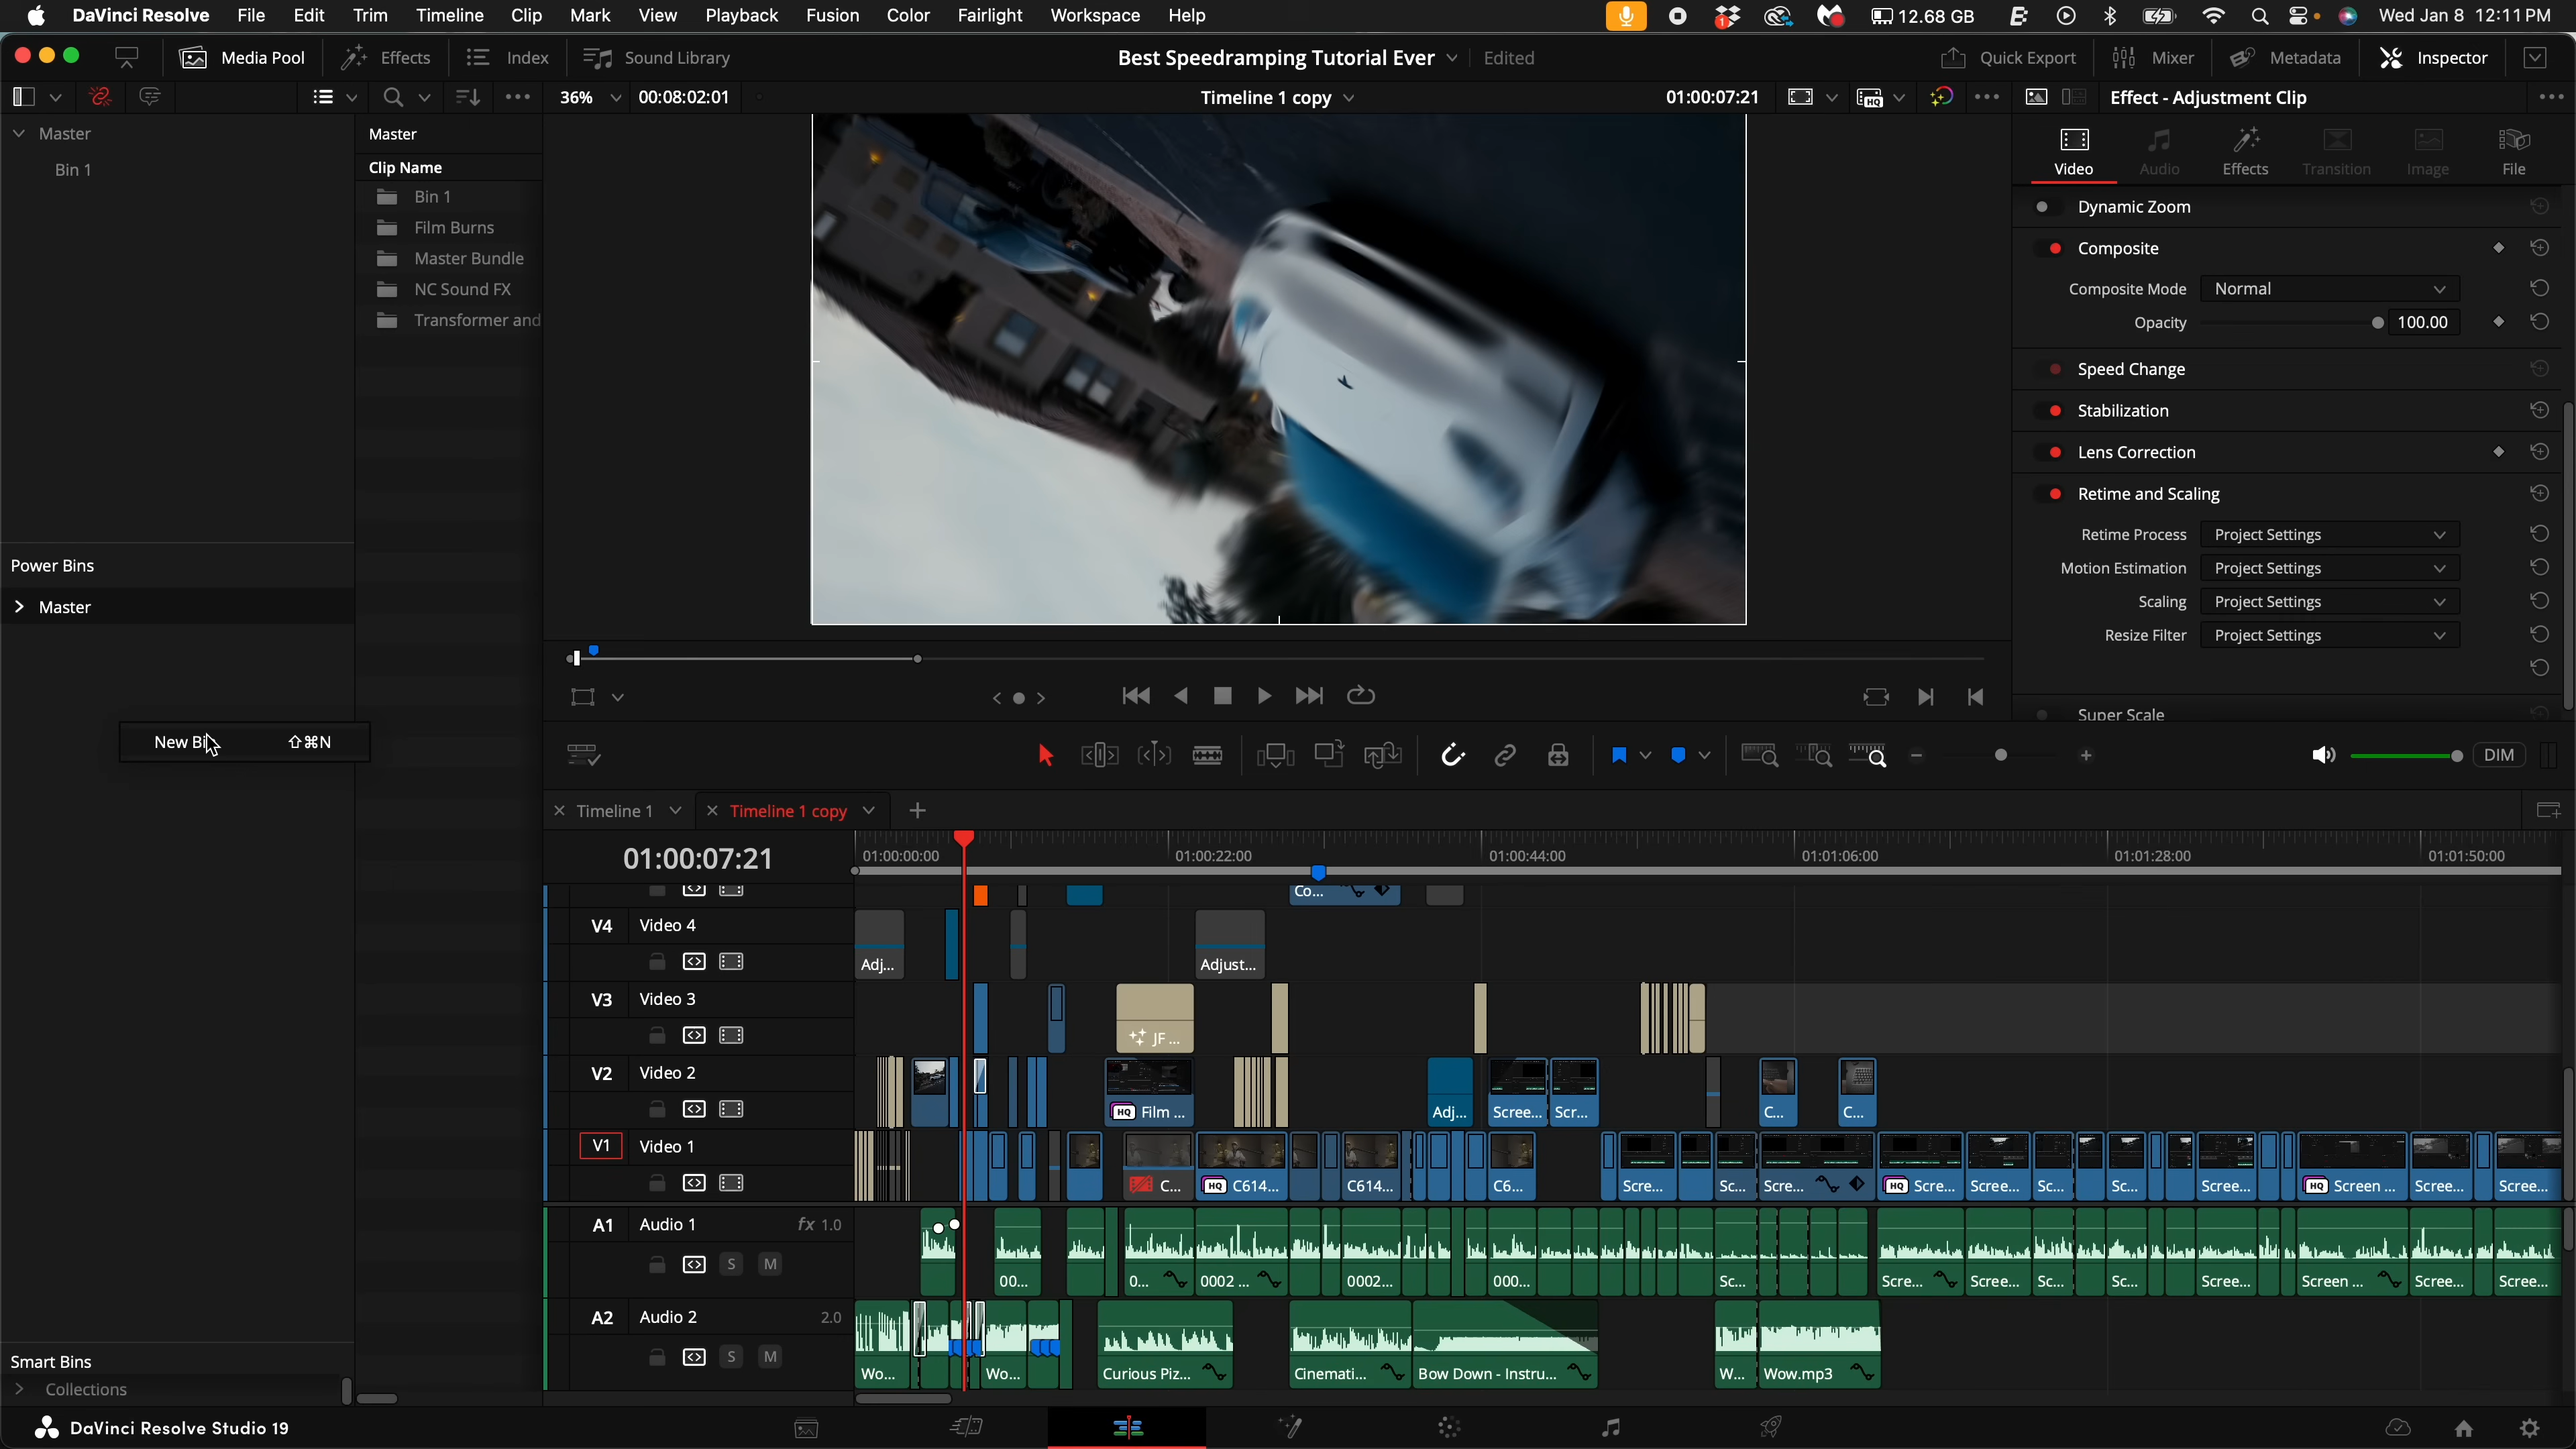 DaVinci Resolve File Edit Trim Timeline Clip Mark View Playback Fusion Color Fairlight Workspace Help 12.68 GB Wed Jan 8 12:11 PM
Media Pool Effects Index Sound Library Best Speedramping Tutorial Ever Edited Quick Export Mixer Metadata Inspector
36% 00:08:02:01 Timeline 1 copy 01:00:07:21 Effect - Adjustment Clip
Master
Bin 1
Master
Clip Name
Bin 1
Film Burns
Master Bundle
NC Sound FX
Transformer and
Power Bins
Master
New Bi ⇧⌘N
Smart Bins
Collections
Video Audio Effects Transition Image File
Dynamic Zoom
Composite
Composite Mode Normal
Opacity 100.00
Speed Change
Stabilization
Lens Correction
Retime and Scaling
Retime Process Project Settings
Motion Estimation Project Settings
Scaling Project Settings
Resize Filter Project Settings
Super Scale
DIM
Timeline 1 Timeline 1 copy
01:00:07:21 01:00:00:00 01:00:22:00 01:00:44:00 01:01:06:00 01:01:28:00 01:01:50:00
Co...
V4 Video 4
Adj... Adjust...
V3 Video 3
JF ...
V2 Video 2
HQ Film ... Adj... Scree... Scr... C... C...
V1 Video 1
C... HQ C614... C614... C6... Scre... Sc... Scre... HQ Scre... Scree... Sc... Sc... Scree... HQ Screen ... Scree... Scree...
A1 Audio 1 fx 1.0
S M
00... 0... 0002 ... 0002... 000... Sc... Scre... Scree... Sc... Sc... Scree... Screen ... Scree... Scree...
A2 Audio 2 2.0
S M
Wo... Wo... Curious Piz... Cinemati... Bow Down - Instru... W... Wow.mp3
DaVinci Resolve Studio 19